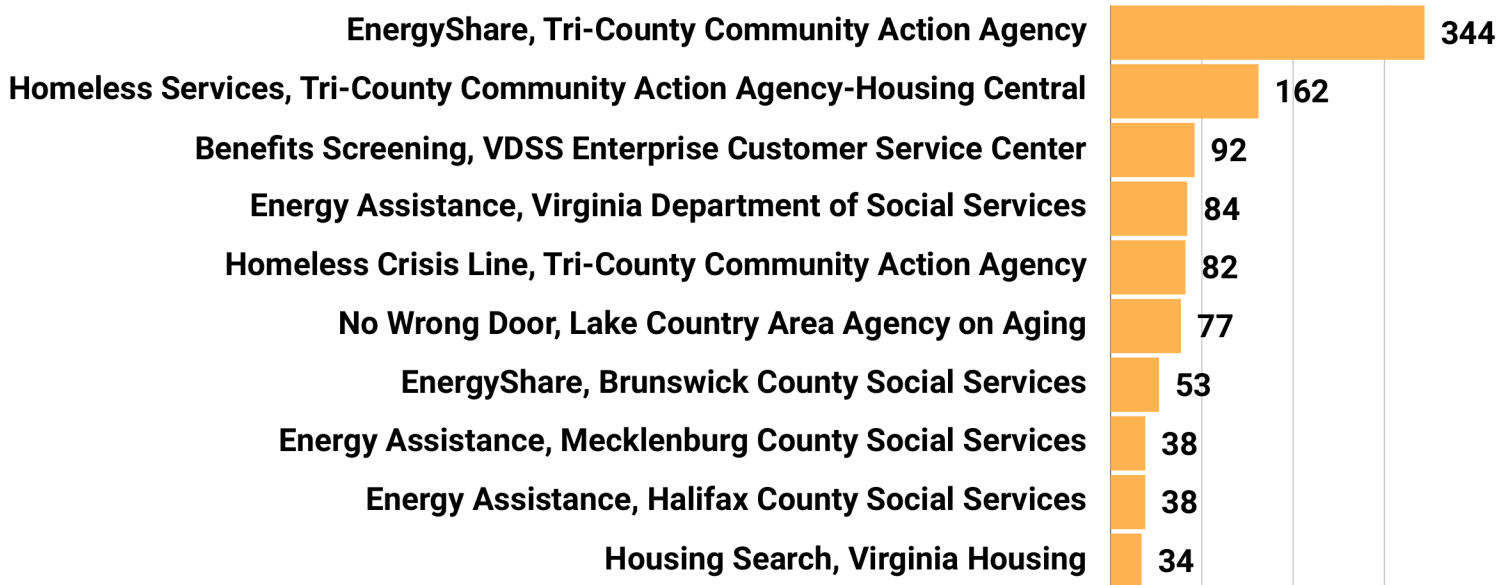 EnergyShare, Tri-County Community Action Agency 344
Homeless Services, Tri-County Community Action Agency-Housing Central 162
Benefits Screening, VDSS Enterprise Customer Service Center 92
Energy Assistance, Virginia Department of Social Services 84
Homeless Crisis Line, Tri-County Community Action Agency 82
No Wrong Door, Lake Country Area Agency on Aging 77
EnergyShare, Brunswick County Social Services 53
Energy Assistance, Mecklenburg County Social Services 38
Energy Assistance, Halifax County Social Services 38
Housing Search, Virginia Housing 34